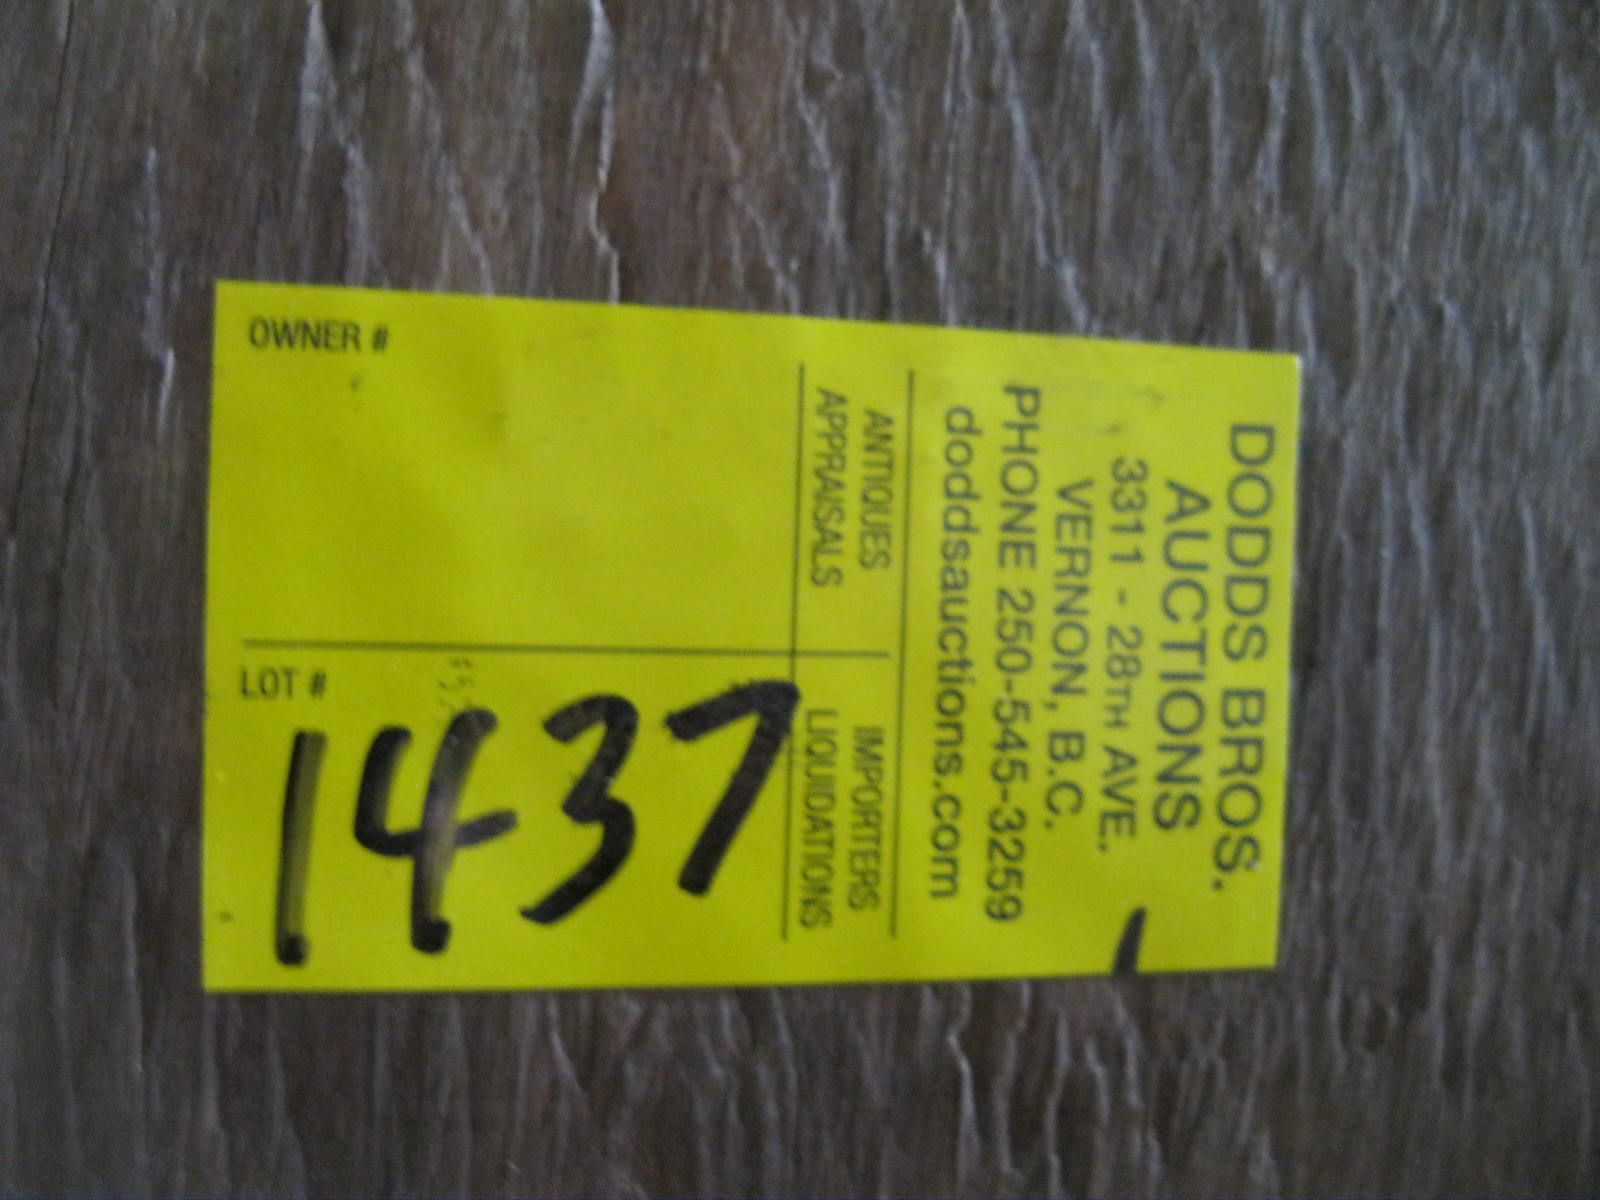 DODDS BROS.
AUCTIONS
3311 - 28TH AVE.
VERNON, B.C.
PHONE 250-545-3259
doddsauctions.com
ANTIQUES
APPRAISALS
IMPORTERS
LIQUIDATIONS
OWNER #
LOT #
1437